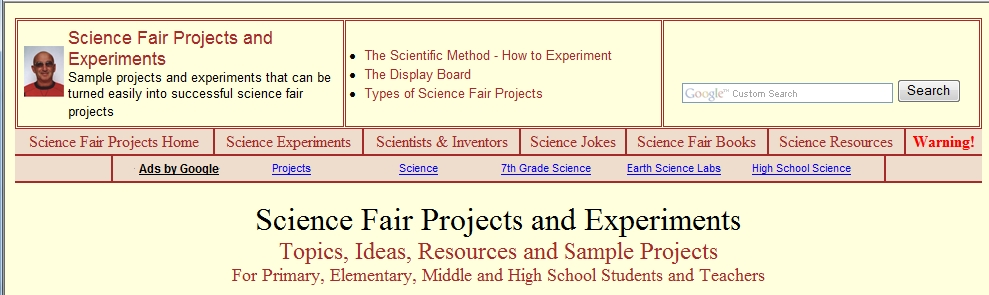 Science Fair Projects and
Experiments
Sample projects and experiments that can be
turned easily into successful science fair
projects
The Scientific Method - How to Experiment
The Display Board
Types of Science Fair Projects
Google™ Custom Search
Search
Science Fair Projects Home
Science Experiments
Scientists & Inventors
Science Jokes
Science Fair Books
Science Resources
Warning!
Ads by Google
Projects
Science
7th Grade Science
Earth Science Labs
High School Science
Science Fair Projects and Experiments
Topics, Ideas, Resources and Sample Projects
For Primary, Elementary, Middle and High School Students and Teachers